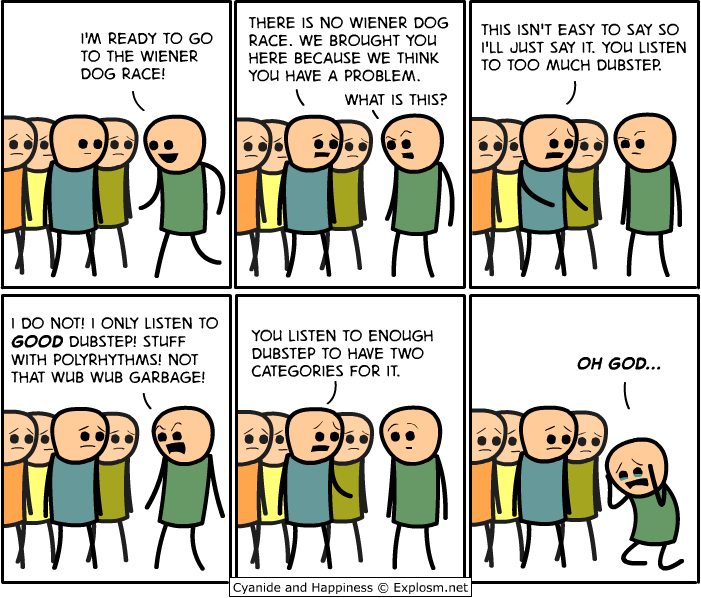 I'M READY TO GO
TO THE WIENER
DOG RACE!
THERE IS NO WIENER DOG
RACE. WE BROUGHT YOU
HERE BECAUSE WE THINK
YOU HAVE A PROBLEM.
WHAT IS THIS?
THIS ISN'T EASY TO SAY SO
I'LL JUST SAY IT. YOU LISTEN
TO TOO MUCH DUBSTEP.
I DO NOT! I ONLY LISTEN TO
GOOD DUBSTEP! STUFF
WITH POLYRHYTHMS! NOT
THAT WUB WUB GARBAGE!
YOU LISTEN TO ENOUGH
DUBSTEP TO HAVE TWO
CATEGORIES FOR IT.
OH GOD...
Cyanide and Happiness © Explosm.net